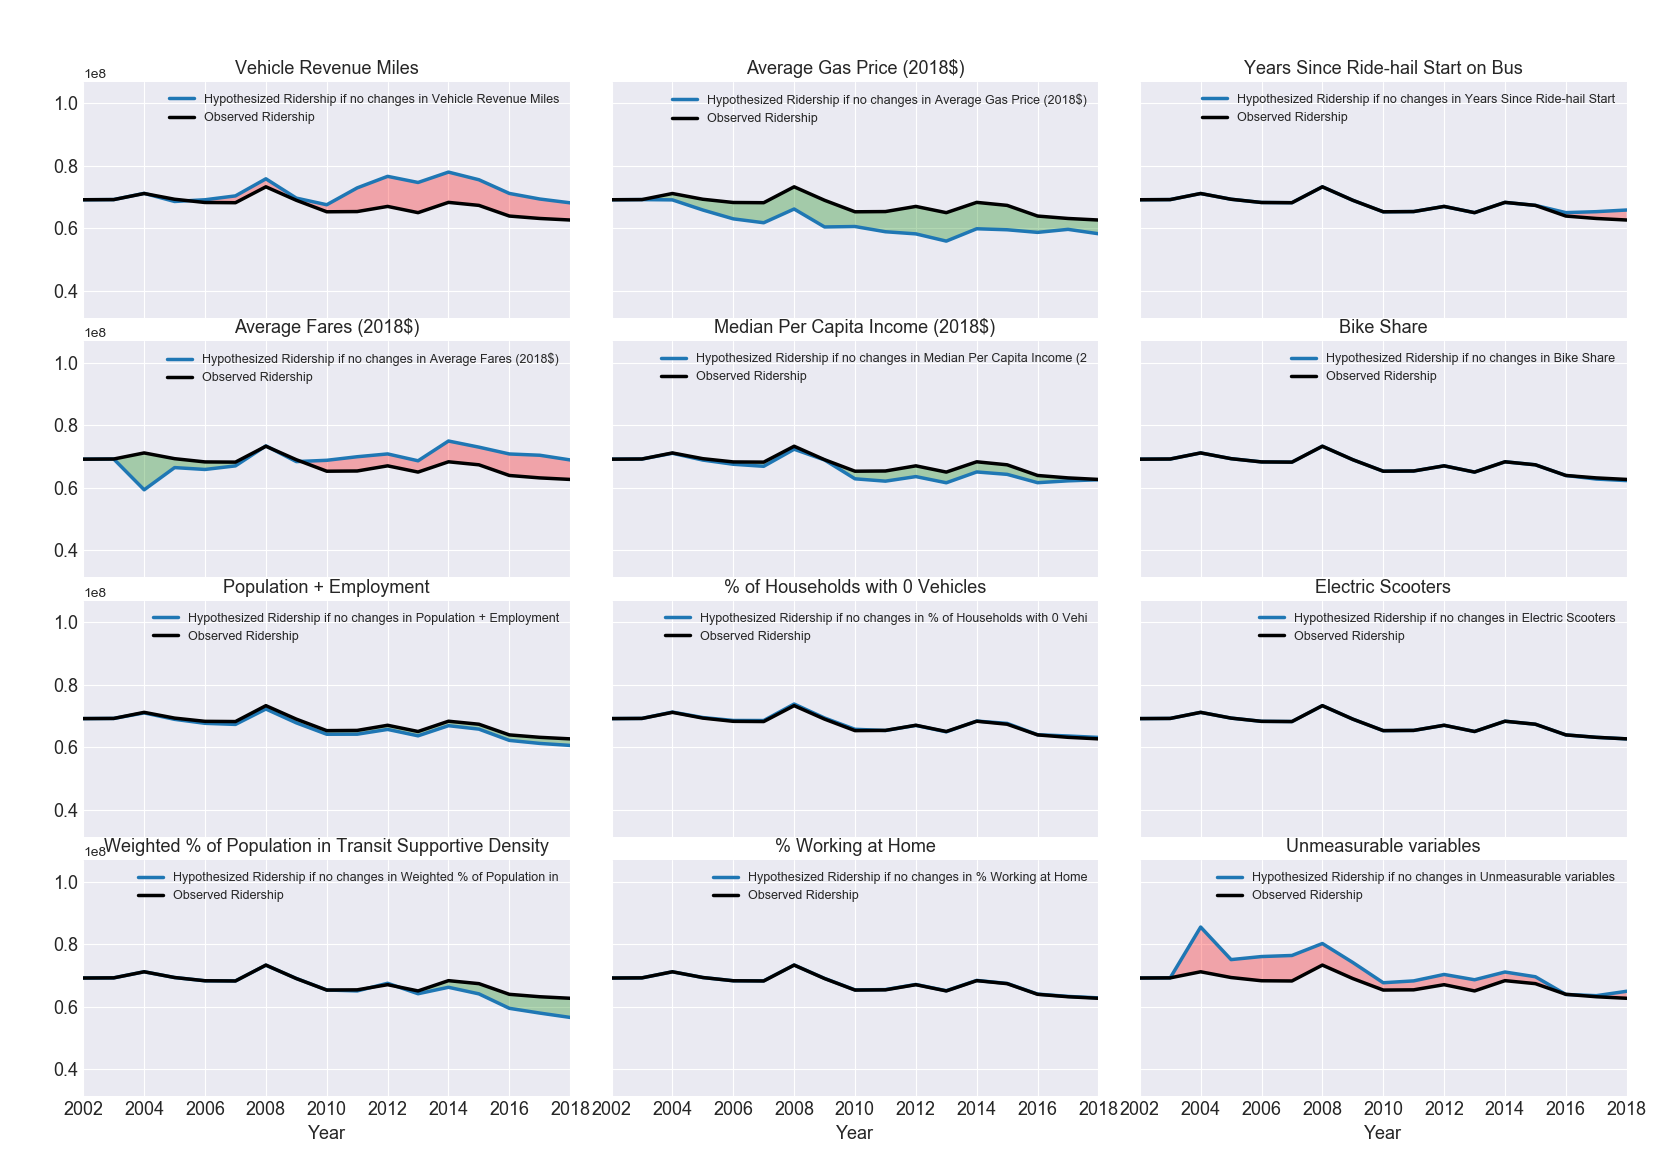 Vehicle Revenue Miles
1e8
Hypothesized Ridership if no changes in Vehicle Revenue Miles
Observed Ridership
1.0
0.8
0.6
0.4
Average Gas Price (2018$)
Hypothesized Ridership if no changes in Average Gas Price (2018$)
Observed Ridership
Years Since Ride-hail Start on Bus
Hypothesized Ridership if no changes in Years Since Ride-hail Start
Observed Ridership
Average Fares (2018$)
1e8
Hypothesized Ridership if no changes in Average Fares (2018$)
Observed Ridership
1.0
0.8
0.6
0.4
Median Per Capita Income (2018$)
Hypothesized Ridership if no changes in Median Per Capita Income (2
Observed Ridership
Bike Share
Hypothesized Ridership if no changes in Bike Share
Observed Ridership
Population + Employment
1e8
Hypothesized Ridership if no changes in Population + Employment
Observed Ridership
1.0
0.8
0.6
0.4
% of Households with 0 Vehicles
Hypothesized Ridership if no changes in % of Households with 0 Vehi
Observed Ridership
Electric Scooters
Hypothesized Ridership if no changes in Electric Scooters
Observed Ridership
Weighted % of Population in Transit Supportive Density
1e8
Hypothesized Ridership if no changes in Weighted % of Population in
Observed Ridership
1.0
0.8
0.6
0.4
2002 2004 2006 2008 2010 2012 2014 2016 2018
Year
% Working at Home
Hypothesized Ridership if no changes in % Working at Home
Observed Ridership
2002 2004 2006 2008 2010 2012 2014 2016 2018
Year
Unmeasurable variables
Hypothesized Ridership if no changes in Unmeasurable variables
Observed Ridership
2002 2004 2006 2008 2010 2012 2014 2016 2018
Year